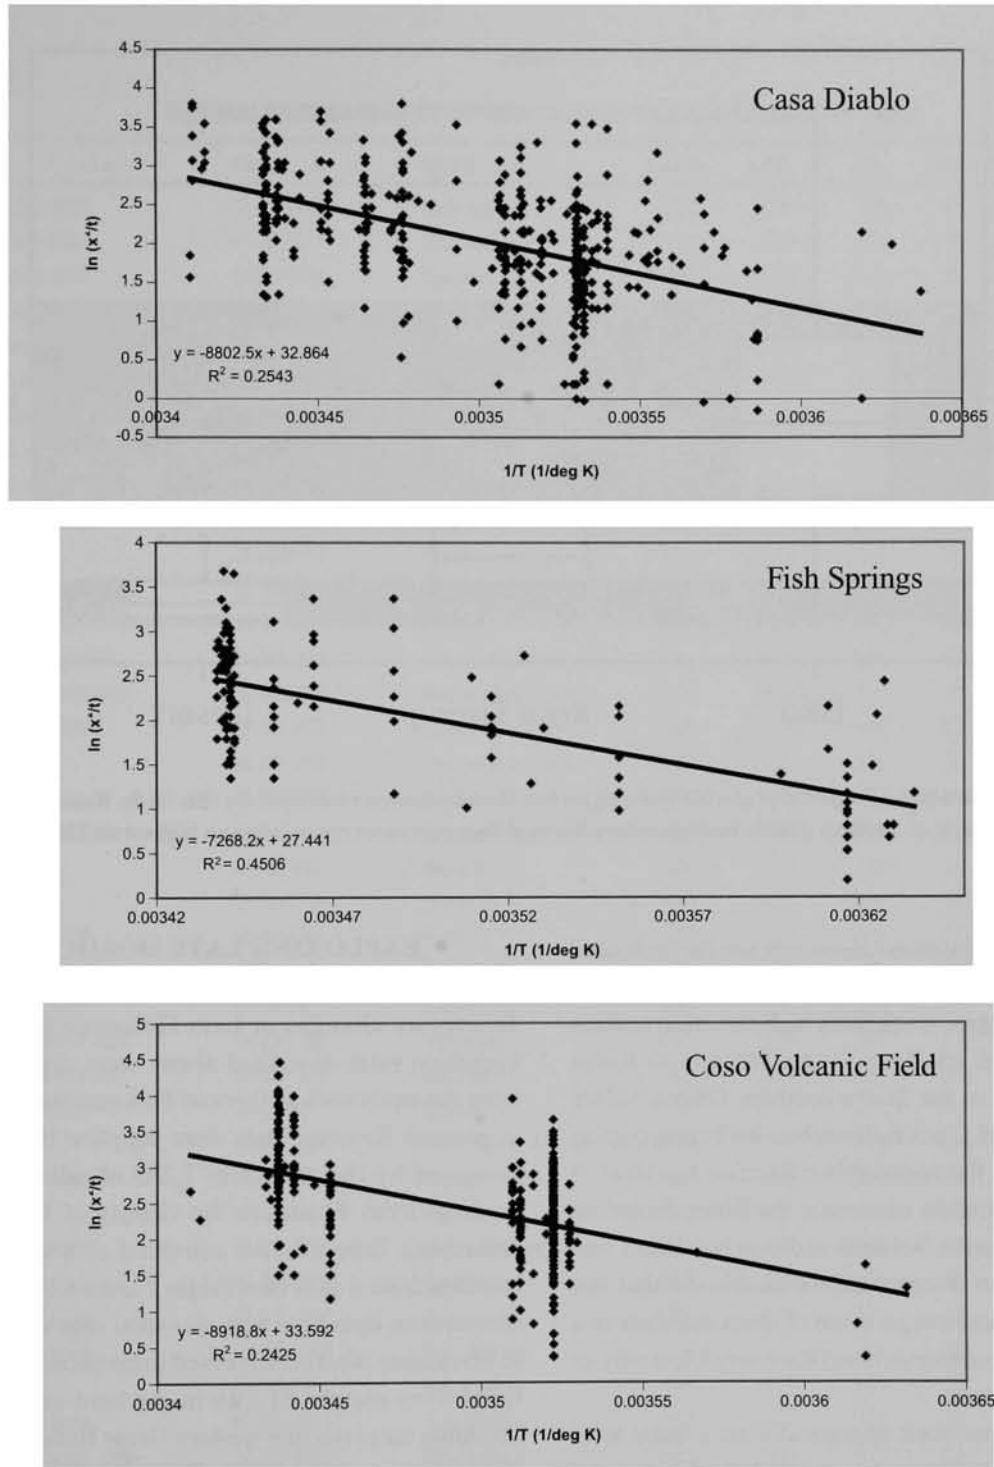 4.5
4
3.5
3
2.5
2
1.5
1
0.5
0
-0.5
ln (x*/t)
Casa Diablo
y = -8802.5x + 32.864
R² = 0.2543
0.0034 0.00345 0.0035 0.00355 0.0036 0.00365
1/T (1/deg K)
4
3.5
3
2.5
2
1.5
1
0.5
0
ln (x*/t)
Fish Springs
y = -7268.2x + 27.441
R² = 0.4506
0.00342 0.00347 0.00352 0.00357 0.00362
1/T (1/deg K)
5
4.5
4
3.5
3
2.5
2
1.5
1
0.5
0
ln (x*/t)
Coso Volcanic Field
y = -8918.8x + 33.592
R² = 0.2425
0.0034 0.00345 0.0035 0.00355 0.0036 0.00365
1/T (1/deg K)